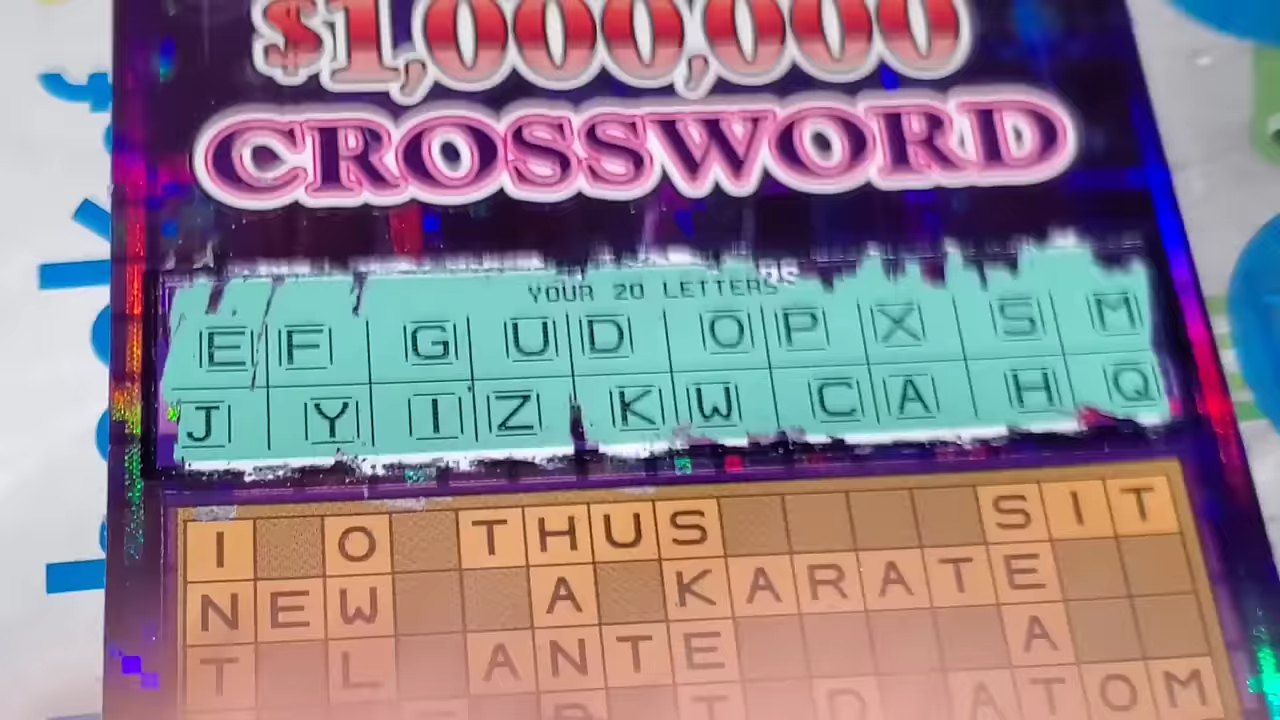 $1,000,000
CROSSWORD
YOUR 20 LETTERS
E F G U D O P X S M
J Y I Z K W C A H Q
I O THUS SIT
NEW A KARATE
T L ANTE A
D ATOM